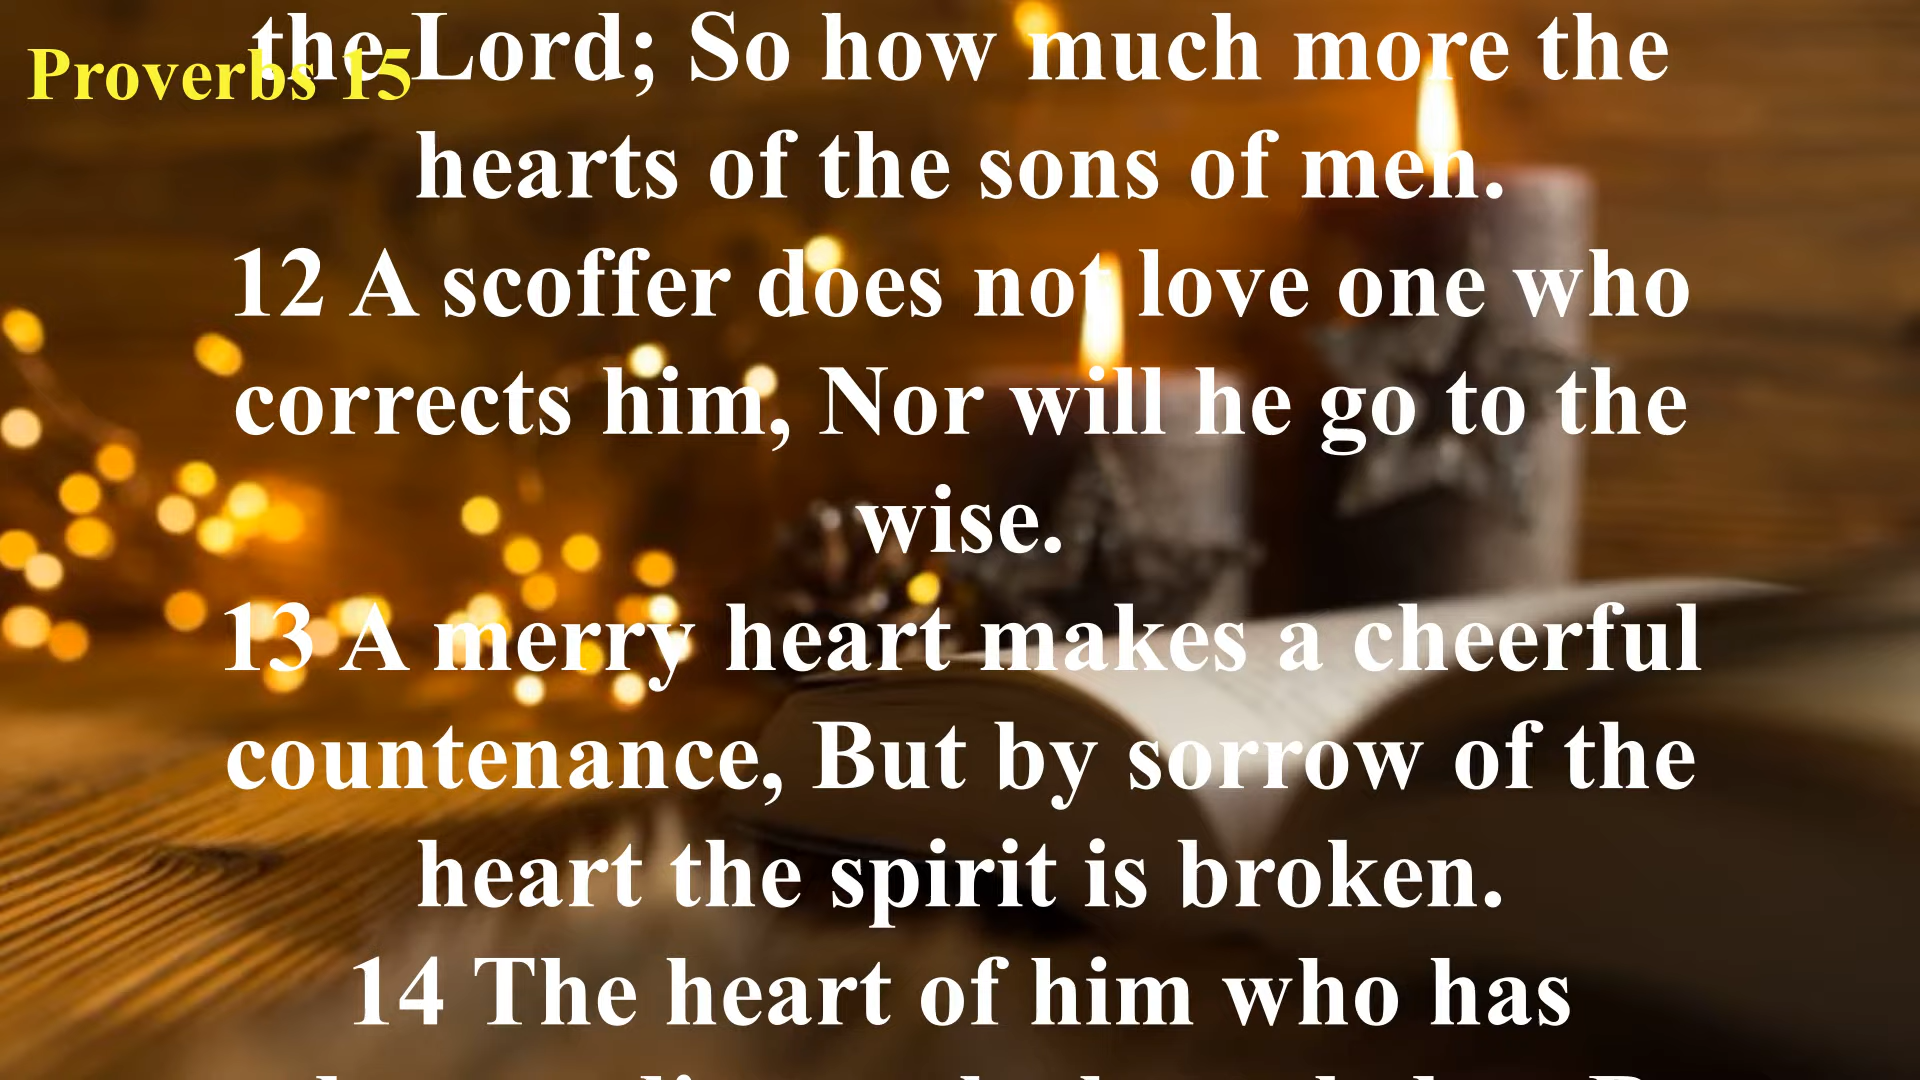 Proverbs 15
the Lord; So how much more the
hearts of the sons of men.
12 A scoffer does not love one who
corrects him, Nor will he go to the
wise.
13 A merry heart makes a cheerful
countenance, But by sorrow of the
heart the spirit is broken.
14 The heart of him who has